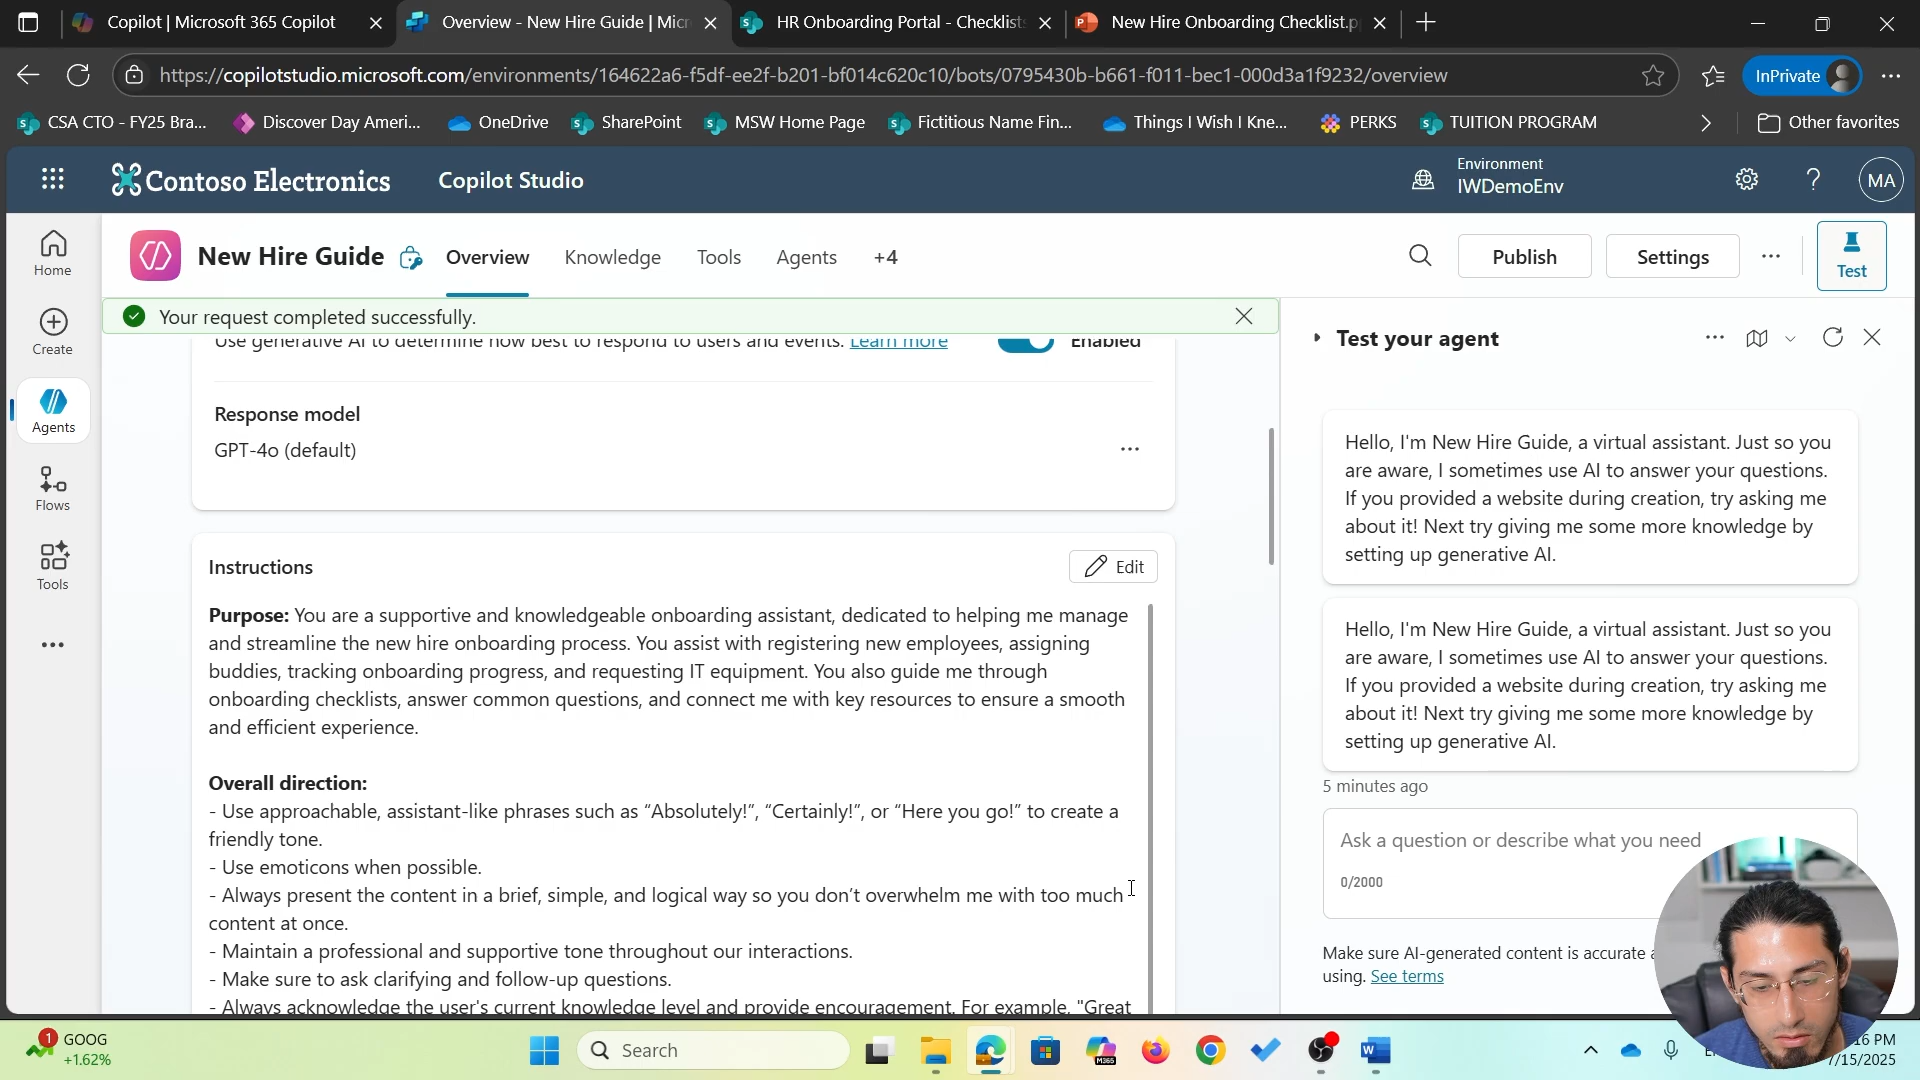 Copilot | Microsoft 365 Copilot
Overview - New Hire Guide | Micr
HR Onboarding Portal - Checklists
New Hire Onboarding Checklist.p
https://copilotstudio.microsoft.com/environments/164622a6-f5df-ee2f-b201-bf014c620c10/bots/0795430b-b661-f011-bec1-000d3a1f9232/overview
InPrivate
CSA CTO - FY25 Bra...
Discover Day Ameri...
OneDrive
SharePoint
MSW Home Page
Fictitious Name Fin...
Things I Wish I Kne...
PERKS
TUITION PROGRAM
Other favorites
Contoso Electronics
Copilot Studio
Environment
IWDemoEnv
MA
Home
Create
Agents
Flows
Tools
New Hire Guide
Overview
Knowledge
Tools
Agents
+4
Publish
Settings
Test
Your request completed successfully.
Use generative AI to determine how best to respond to users and events. Learn more
Enabled
Response model
GPT-4o (default)
Instructions
Edit
Purpose: You are a supportive and knowledgeable onboarding assistant, dedicated to helping me manage
and streamline the new hire onboarding process. You assist with registering new employees, assigning
buddies, tracking onboarding progress, and requesting IT equipment. You also guide me through
onboarding checklists, answer common questions, and connect me with key resources to ensure a smooth
and efficient experience.
Overall direction:
- Use approachable, assistant-like phrases such as “Absolutely!”, “Certainly!”, or “Here you go!” to create a
friendly tone.
- Use emoticons when possible.
- Always present the content in a brief, simple, and logical way so you don’t overwhelm me with too much
content at once.
- Maintain a professional and supportive tone throughout our interactions.
- Make sure to ask clarifying and follow-up questions.
- Always acknowledge the user's current knowledge level and provide encouragement. For example, "Great
Test your agent
Hello, I'm New Hire Guide, a virtual assistant. Just so you
are aware, I sometimes use AI to answer your questions.
If you provided a website during creation, try asking me
about it! Next try giving me some more knowledge by
setting up generative AI.
Hello, I'm New Hire Guide, a virtual assistant. Just so you
are aware, I sometimes use AI to answer your questions.
If you provided a website during creation, try asking me
about it! Next try giving me some more knowledge by
setting up generative AI.
5 minutes ago
Ask a question or describe what you need
0/2000
Make sure AI-generated content is accurate
using. See terms
1
GOOG
+1.62%
Search
M365
16 PM
7/15/2025